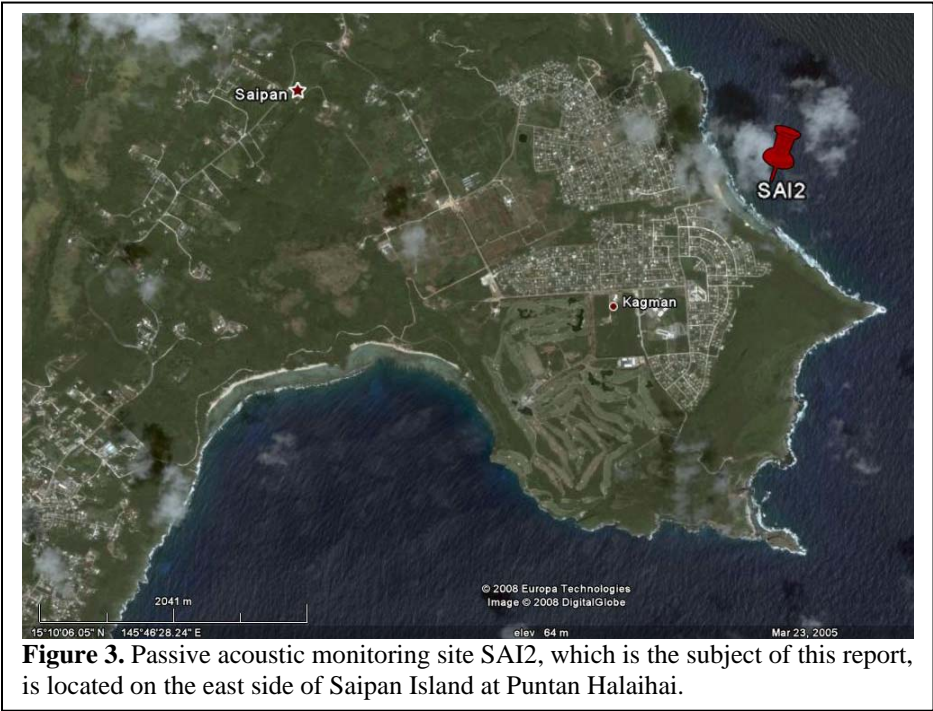 Saipan
SAI2
Kagman
© 2008 Europa Technologies
Image © 2008 DigitalGlobe
2041 m
15°10'06.05" N 145°46'28.24" E elev 64 m Mar 23, 2005
Figure 3. Passive acoustic monitoring site SAI2, which is the subject of this report,
is located on the east side of Saipan Island at Puntan Halaihai.